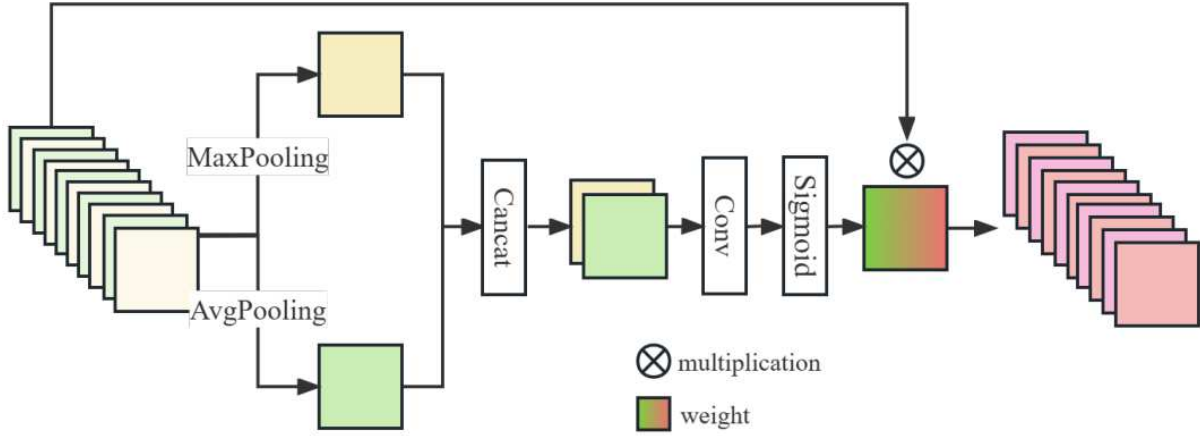 MaxPooling
AvgPooling
Cancat
Conv
Sigmoid
multiplication
weight